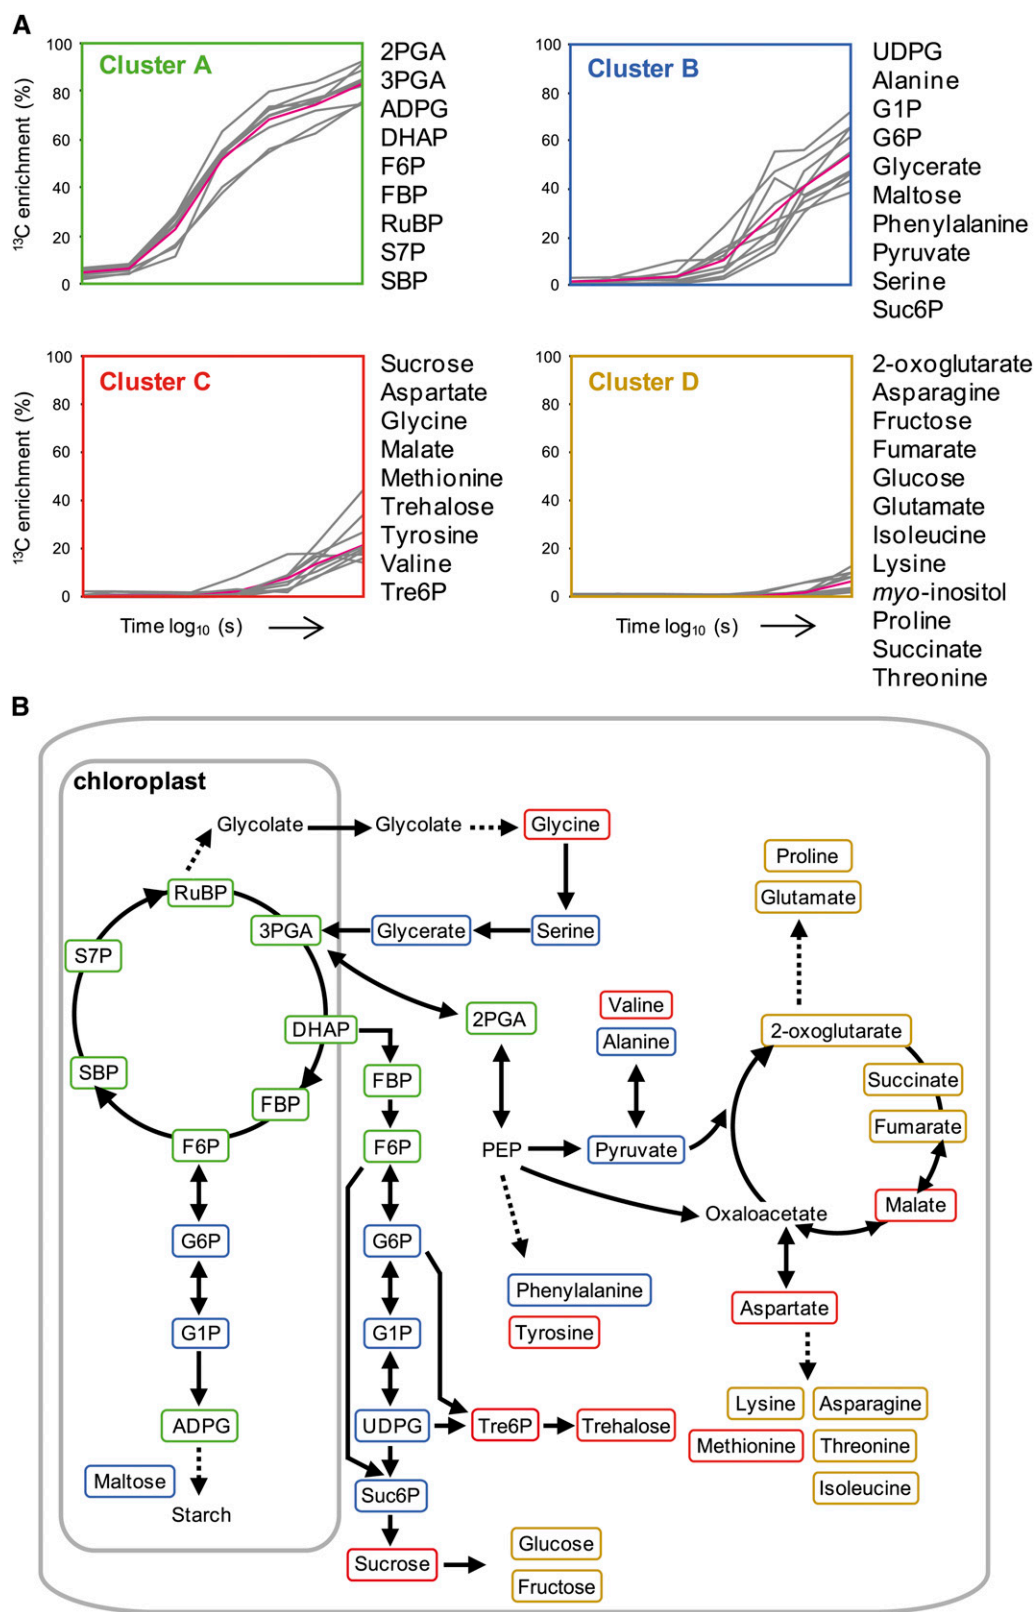 A
Cluster A
100
80
60
40
20
0
¹³C enrichment (%)
2PGA
3PGA
ADPG
DHAP
F6P
FBP
RuBP
S7P
SBP
Cluster B
100
80
60
40
20
0
UDPG
Alanine
G1P
G6P
Glycerate
Maltose
Phenylalanine
Pyruvate
Serine
Suc6P
Cluster C
100
80
60
40
20
0
¹³C enrichment (%)
Time log₁₀ (s)
Sucrose
Aspartate
Glycine
Malate
Methionine
Trehalose
Tyrosine
Valine
Tre6P
Cluster D
100
80
60
40
20
0
Time log₁₀ (s)
2-oxoglutarate
Asparagine
Fructose
Fumarate
Glucose
Glutamate
Isoleucine
Lysine
myo-inositol
Proline
Succinate
Threonine
B
chloroplast
Glycolate
Glycolate
Glycine
RuBP
3PGA
Glycerate
Serine
Proline
Glutamate
S7P
DHAP
2PGA
Valine
Alanine
2-oxoglutarate
SBP
FBP
FBP
Succinate
Fumarate
F6P
F6P
PEP
Pyruvate
Oxaloacetate
Malate
G6P
G6P
Phenylalanine
Tyrosine
Aspartate
G1P
G1P
ADPG
UDPG
Tre6P
Trehalose
Lysine
Asparagine
Methionine
Threonine
Isoleucine
Maltose
Starch
Suc6P
Sucrose
Glucose
Fructose